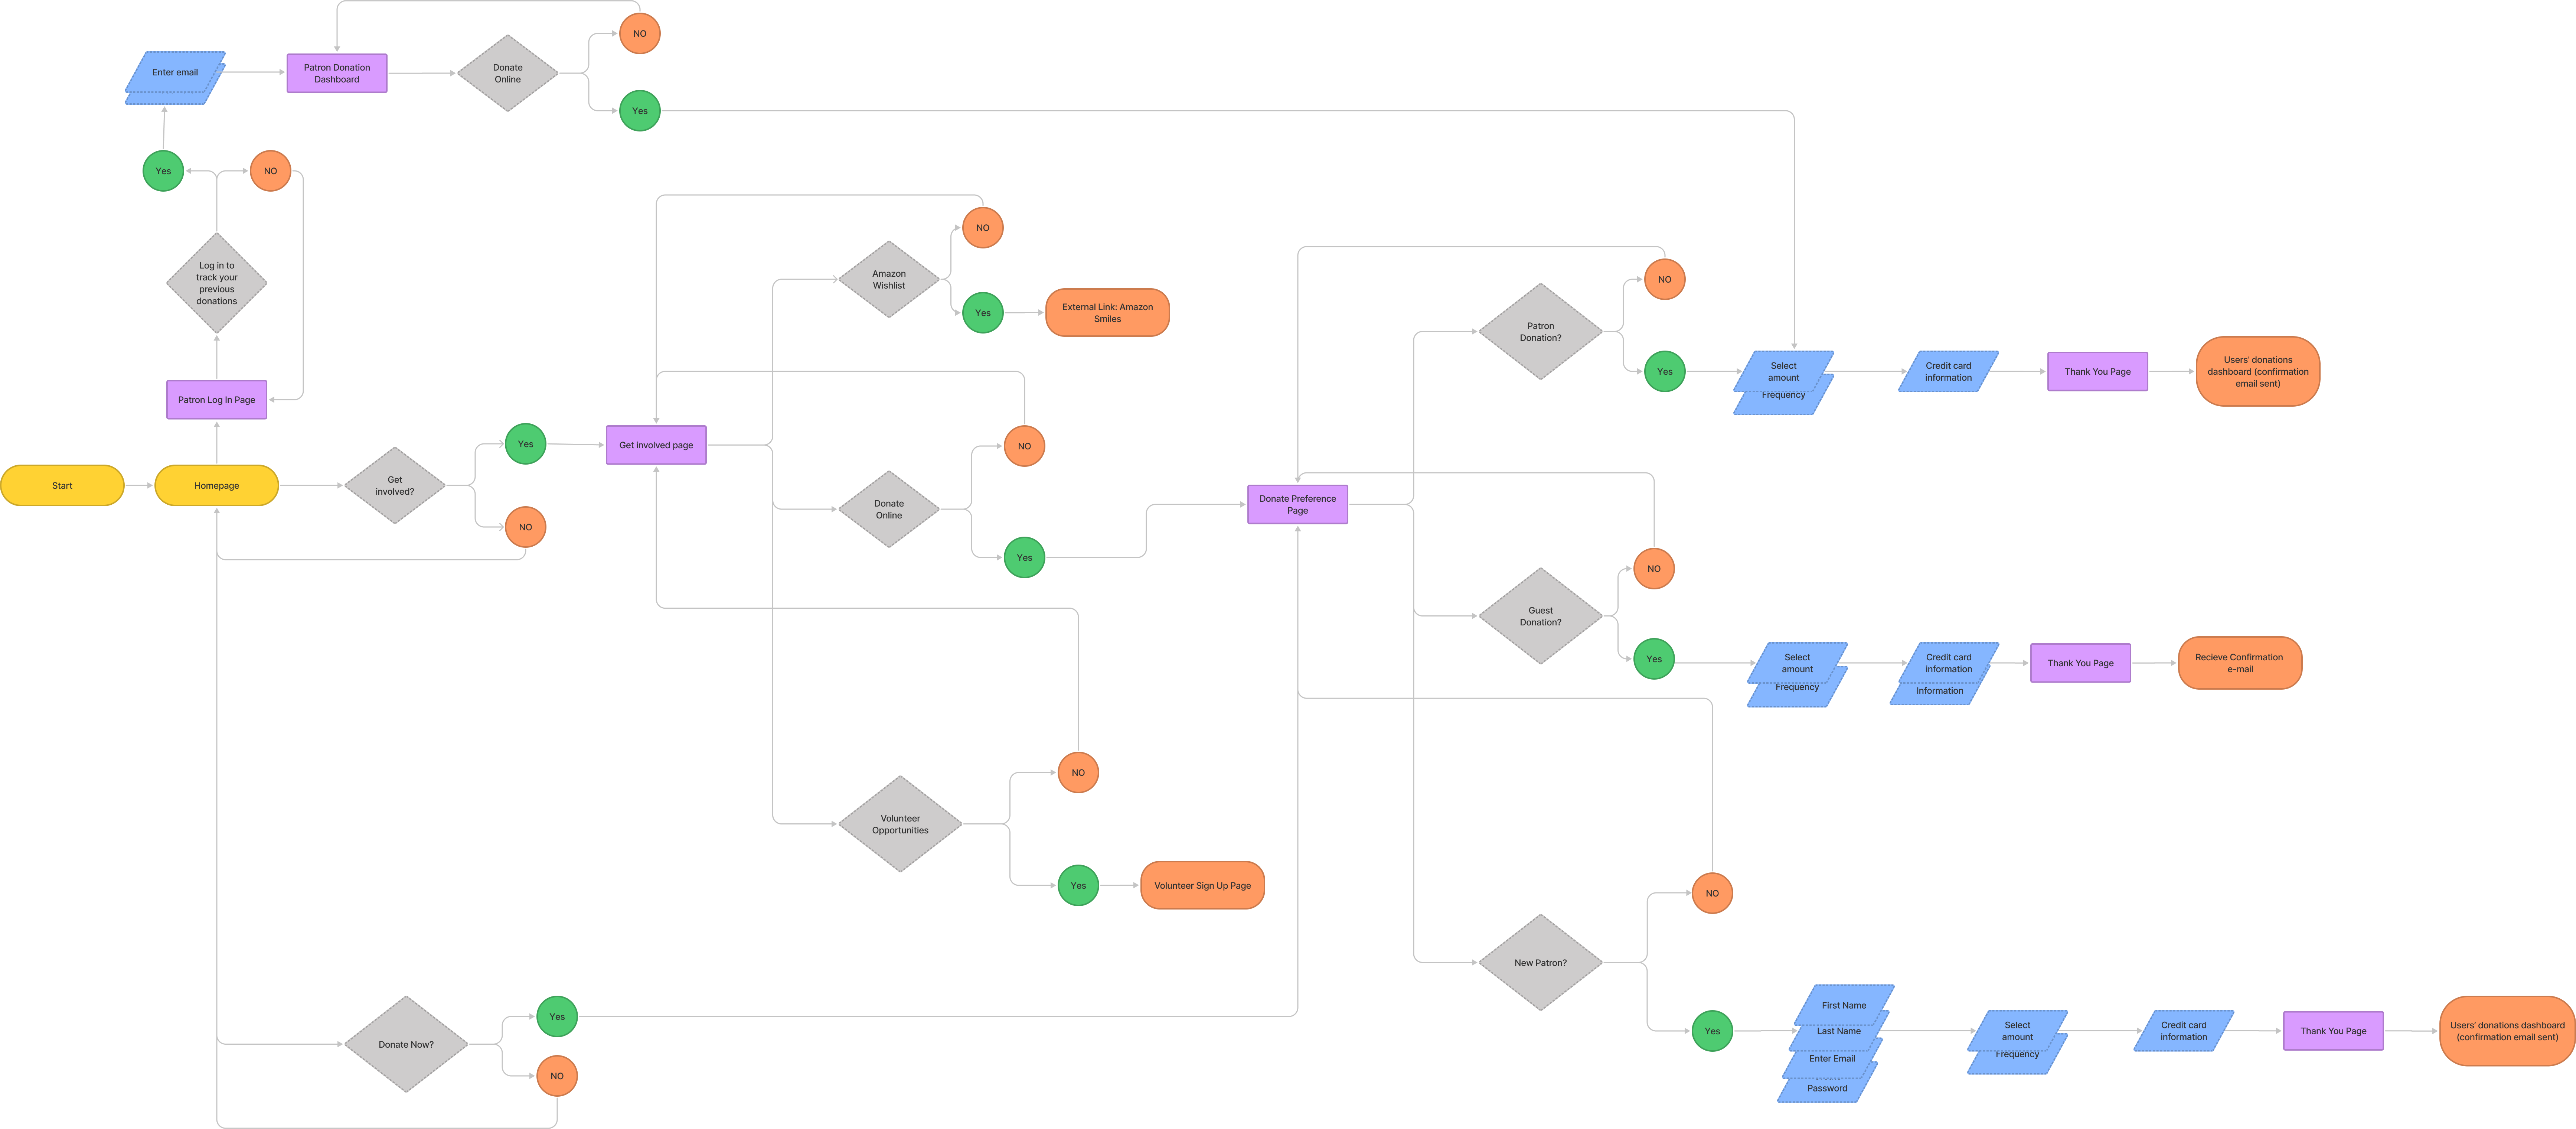 NO
Enter email
Patron Donation
Dashboard
Donate
Online
Yes
Yes
NO
Log in to
track your
previous
donations
Patron Log In Page
Start
Homepage
Get
involved?
Yes
NO
Get involved page
Amazon
Wishlist
NO
Yes
External Link: Amazon
Smiles
Donate
Online
NO
Yes
Volunteer
Opportunities
NO
Yes
Volunteer Sign Up Page
Donate Now?
Yes
NO
Donate Preference
Page
Patron
Donation?
NO
Yes
Select
amount
Frequency
Credit card
information
Thank You Page
Users' donations
dashboard (confirmation
email sent)
Guest
Donation?
NO
Yes
Select
amount
Frequency
Credit card
information
Information
Thank You Page
Recieve Confirmation
e-mail
New Patron?
NO
Yes
First Name
Last Name
Enter Email
Password
Select
amount
Frequency
Credit card
information
Thank You Page
Users' donations dashboard
(confirmation email sent)